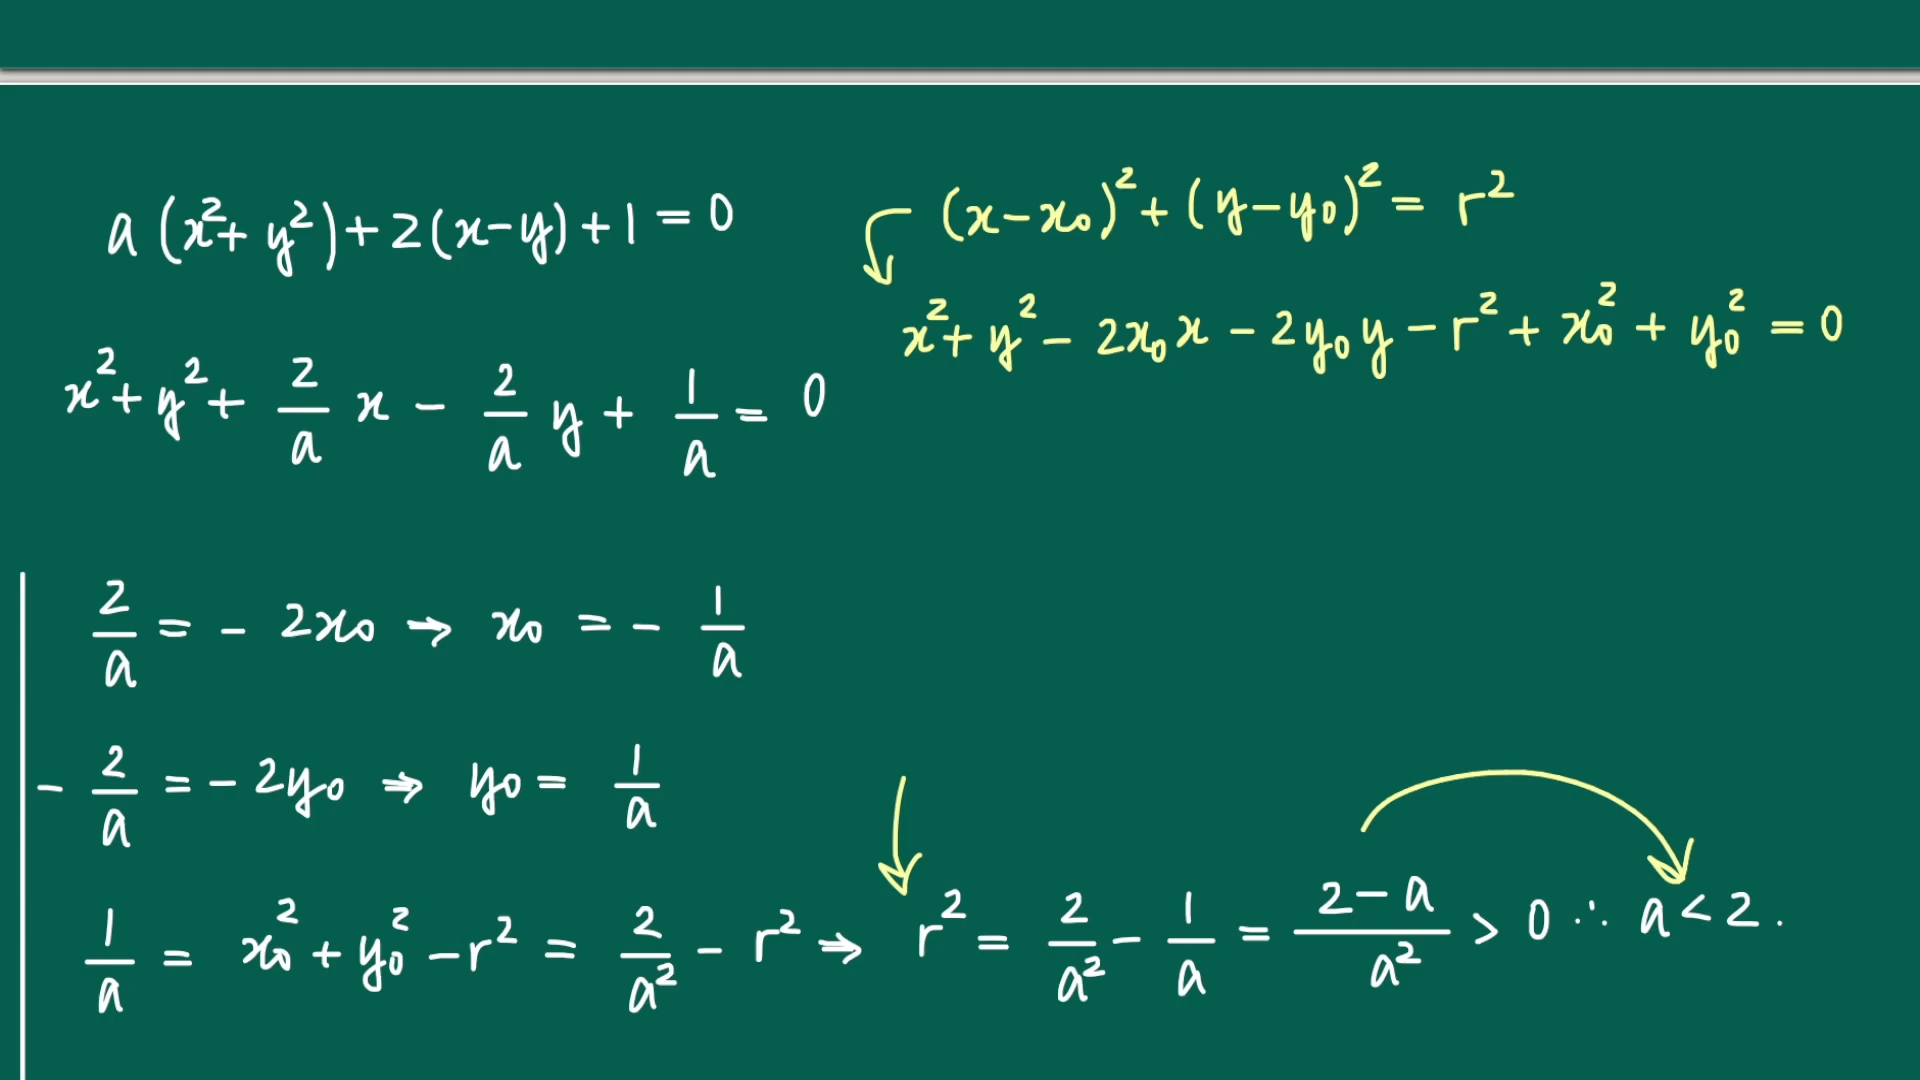 a(x²+y²)+2(x-y)+1=0
(x-x₀)²+(y-y₀)²=r²
x²+y²-2x₀x-2y₀y-r²+x₀²+y₀²=0
x²+y²+2/a x-2/a y+1/a=0
2/a=-2x₀→x₀=-1/a
-2/a=-2y₀⇒y₀=1/a
1/a=x₀²+y₀²-r²=2/a²-r²⇒r²=2/a²-1/a=(2-a)/a²>0∴a<2.